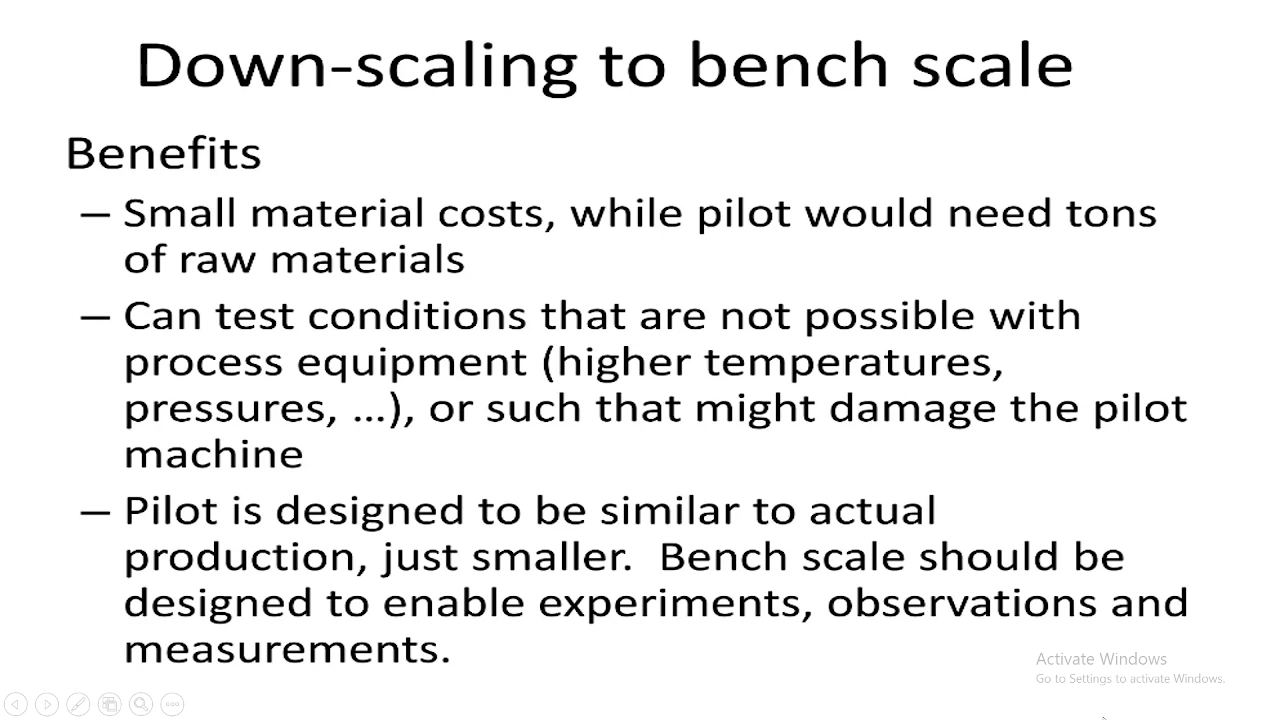 Down-scaling to bench scale
Benefits
– Small material costs, while pilot would need tons
of raw materials
– Can test conditions that are not possible with
process equipment (higher temperatures,
pressures, ...), or such that might damage the pilot
machine
– Pilot is designed to be similar to actual
production, just smaller.  Bench scale should be
designed to enable experiments, observations and
measurements.
Activate Windows
Go to Settings to activate Windows.